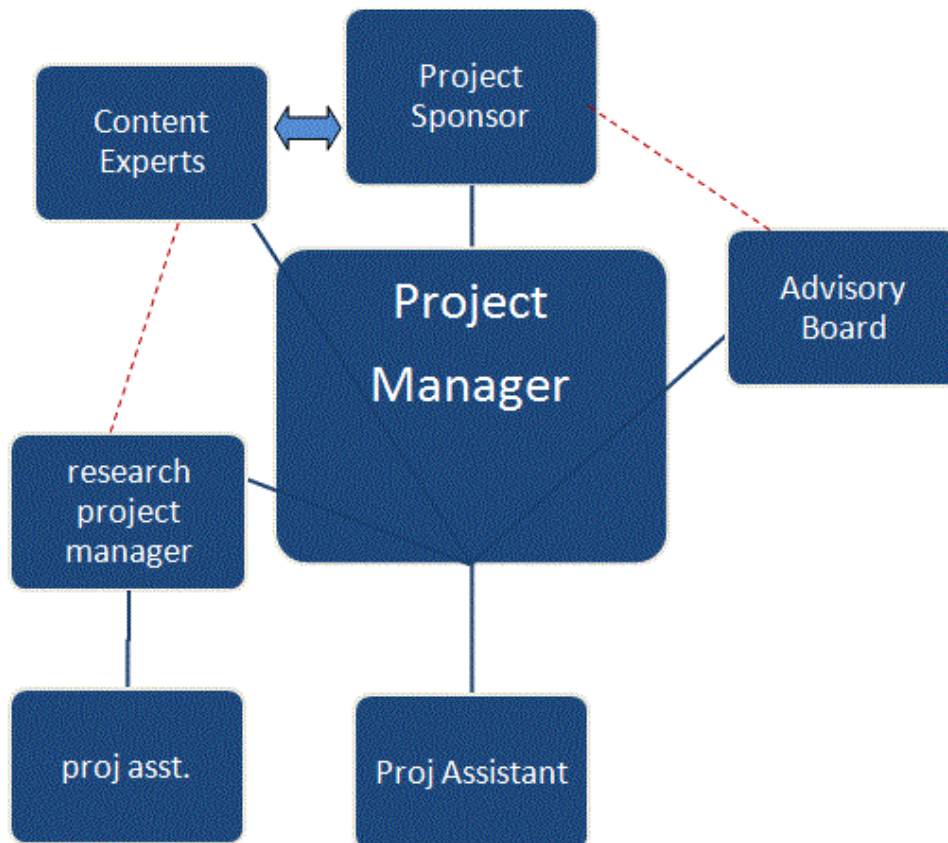 Project
Sponsor
Content
Experts
Project
Manager
Advisory
Board
research
project
manager
proj asst.
Proj Assistant